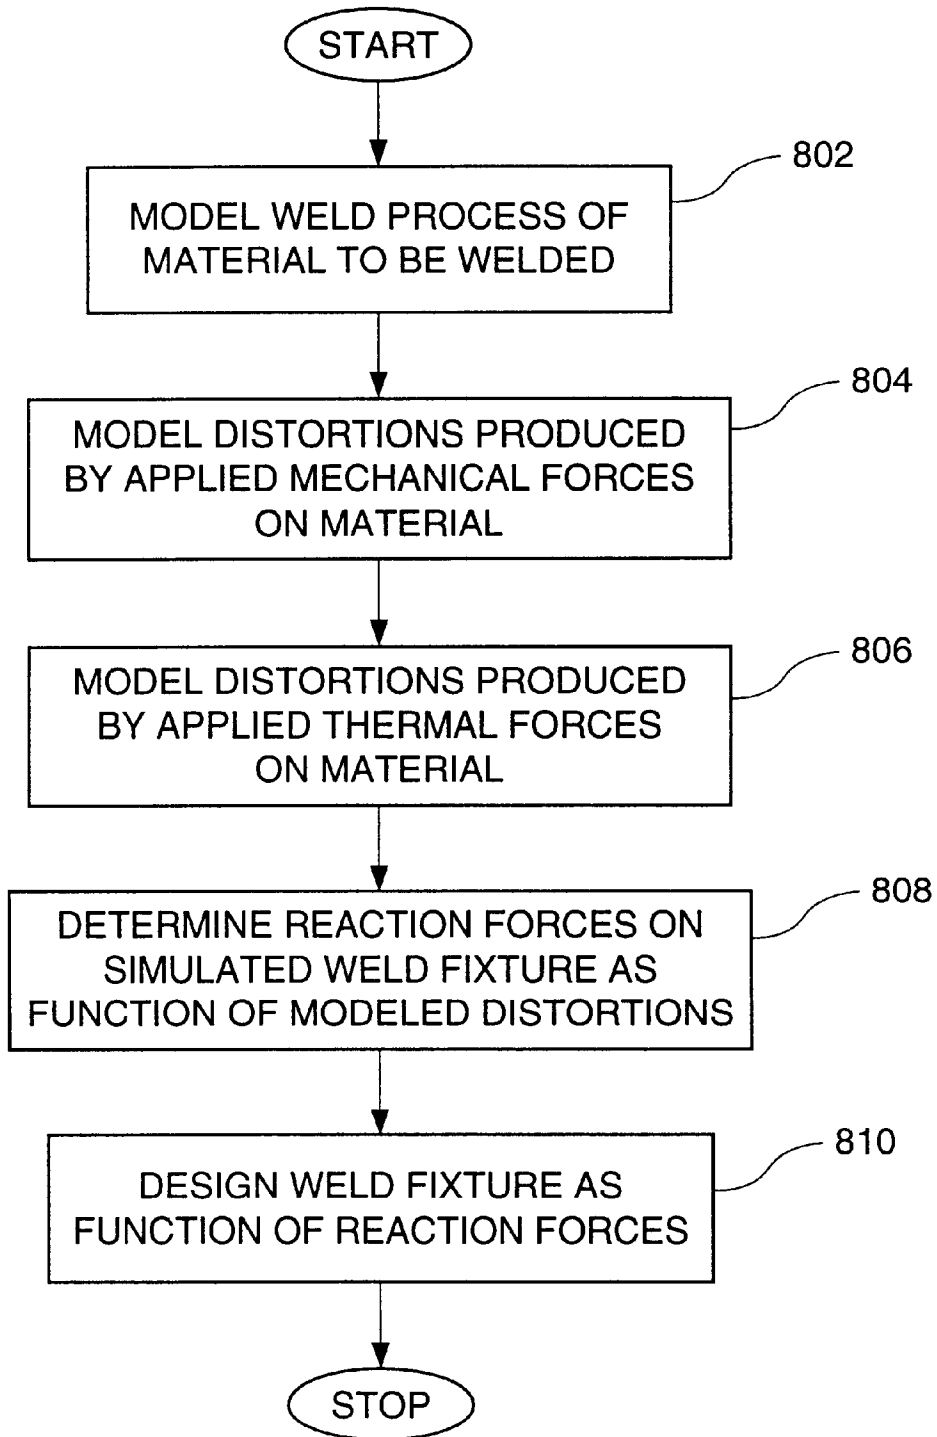 START
802
MODEL WELD PROCESS OF
MATERIAL TO BE WELDED
804
MODEL DISTORTIONS PRODUCED
BY APPLIED MECHANICAL FORCES
ON MATERIAL
806
MODEL DISTORTIONS PRODUCED
BY APPLIED THERMAL FORCES
ON MATERIAL
808
DETERMINE REACTION FORCES ON
SIMULATED WELD FIXTURE AS
FUNCTION OF MODELED DISTORTIONS
810
DESIGN WELD FIXTURE AS
FUNCTION OF REACTION FORCES
STOP